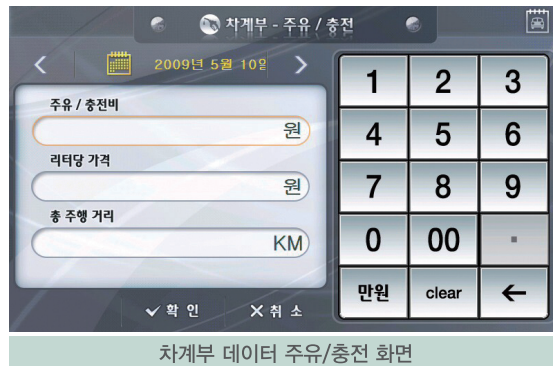 차계부 - 주유 / 충전
2009년 5월 10일
주유 / 충전비
원
리터당 가격
원
총 주행 거리
KM
확 인
취 소
1 2 3
4 5 6
7 8 9
0 00 .
만원 clear ←
차계부 데이터 주유/충전 화면